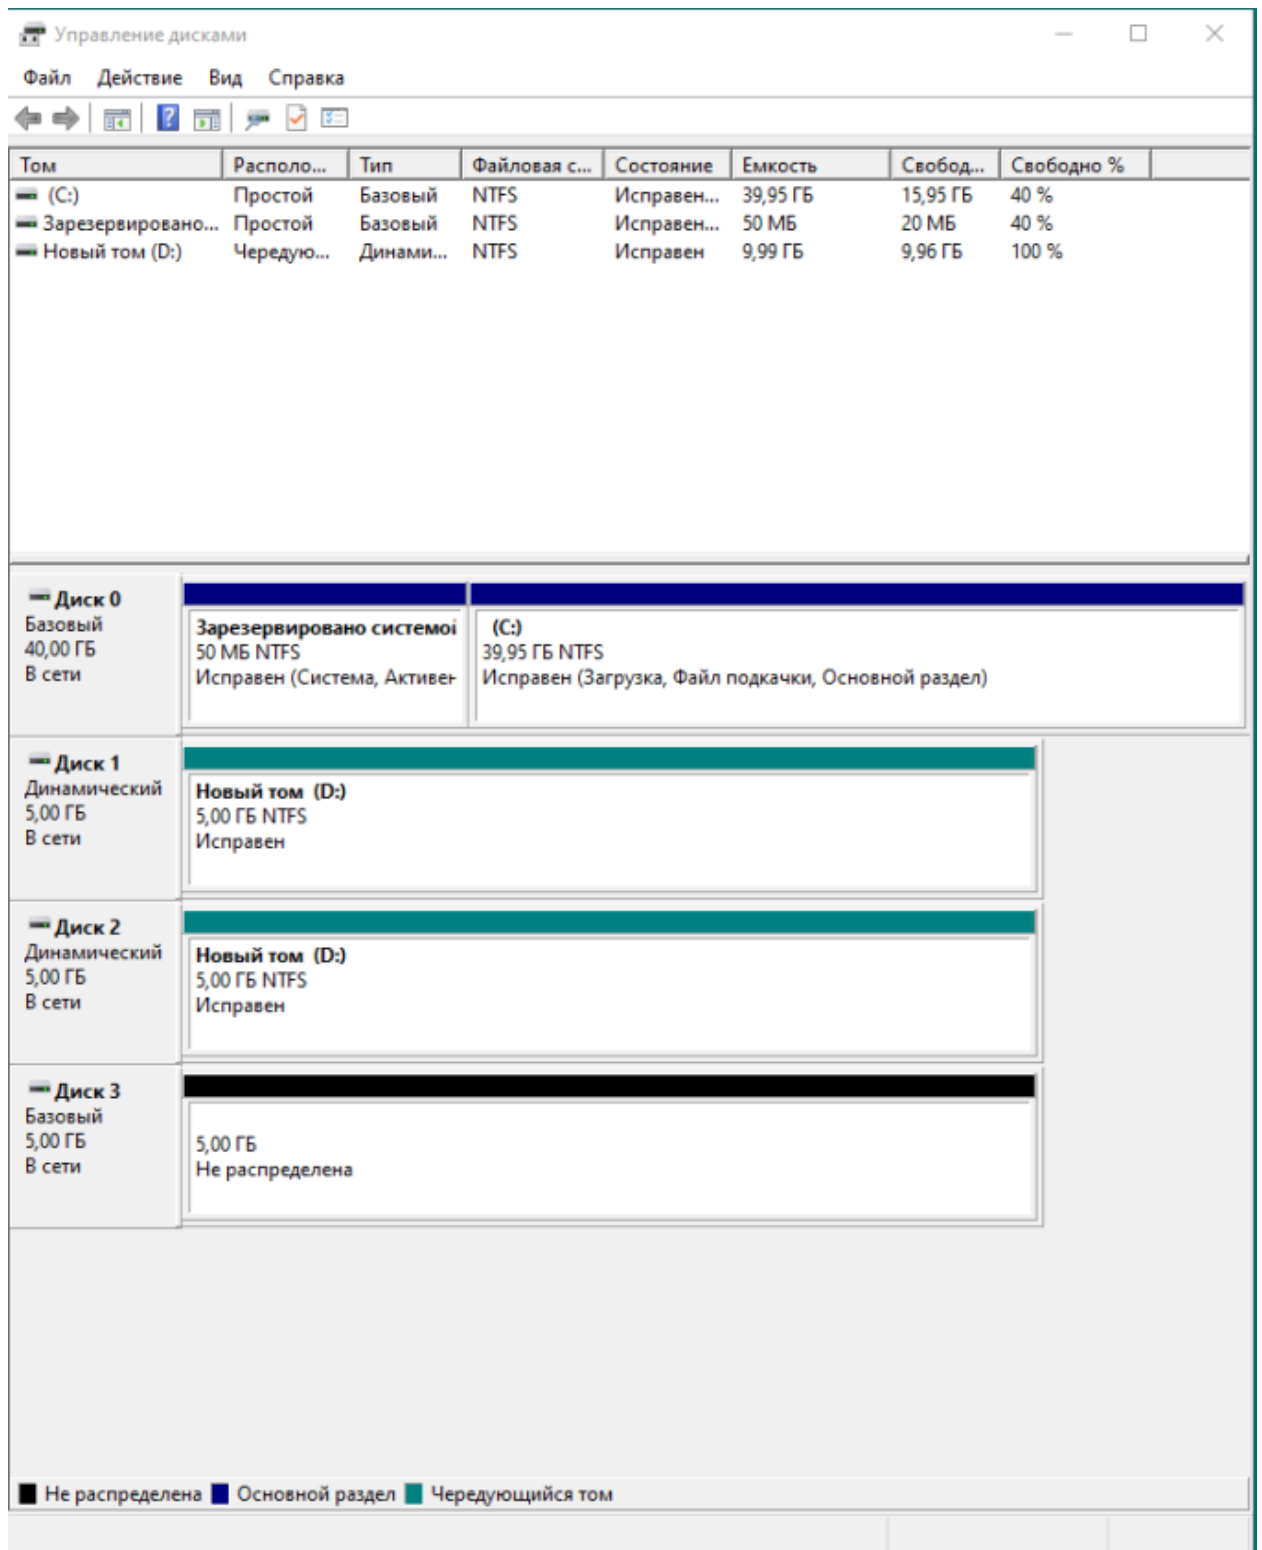 Управление дисками
Файл Действие Вид Справка
Том Располо... Тип Файловая с... Состояние Емкость Свобод... Свободно %
(C:) Простой Базовый NTFS Исправен... 39,95 ГБ 15,95 ГБ 40 %
Зарезервировано... Простой Базовый NTFS Исправен... 50 МБ 20 МБ 40 %
Новый том (D:) Чередую... Динами... NTFS Исправен 9,99 ГБ 9,96 ГБ 100 %
Диск 0
Базовый
40,00 ГБ
В сети
Зарезервировано системой
50 МБ NTFS
Исправен (Система, Активен
(C:)
39,95 ГБ NTFS
Исправен (Загрузка, Файл подкачки, Основной раздел)
Диск 1
Динамический
5,00 ГБ
В сети
Новый том (D:)
5,00 ГБ NTFS
Исправен
Диск 2
Динамический
5,00 ГБ
В сети
Новый том (D:)
5,00 ГБ NTFS
Исправен
Диск 3
Базовый
5,00 ГБ
В сети
5,00 ГБ
Не распределена
Не распределена Основной раздел Чередующийся том